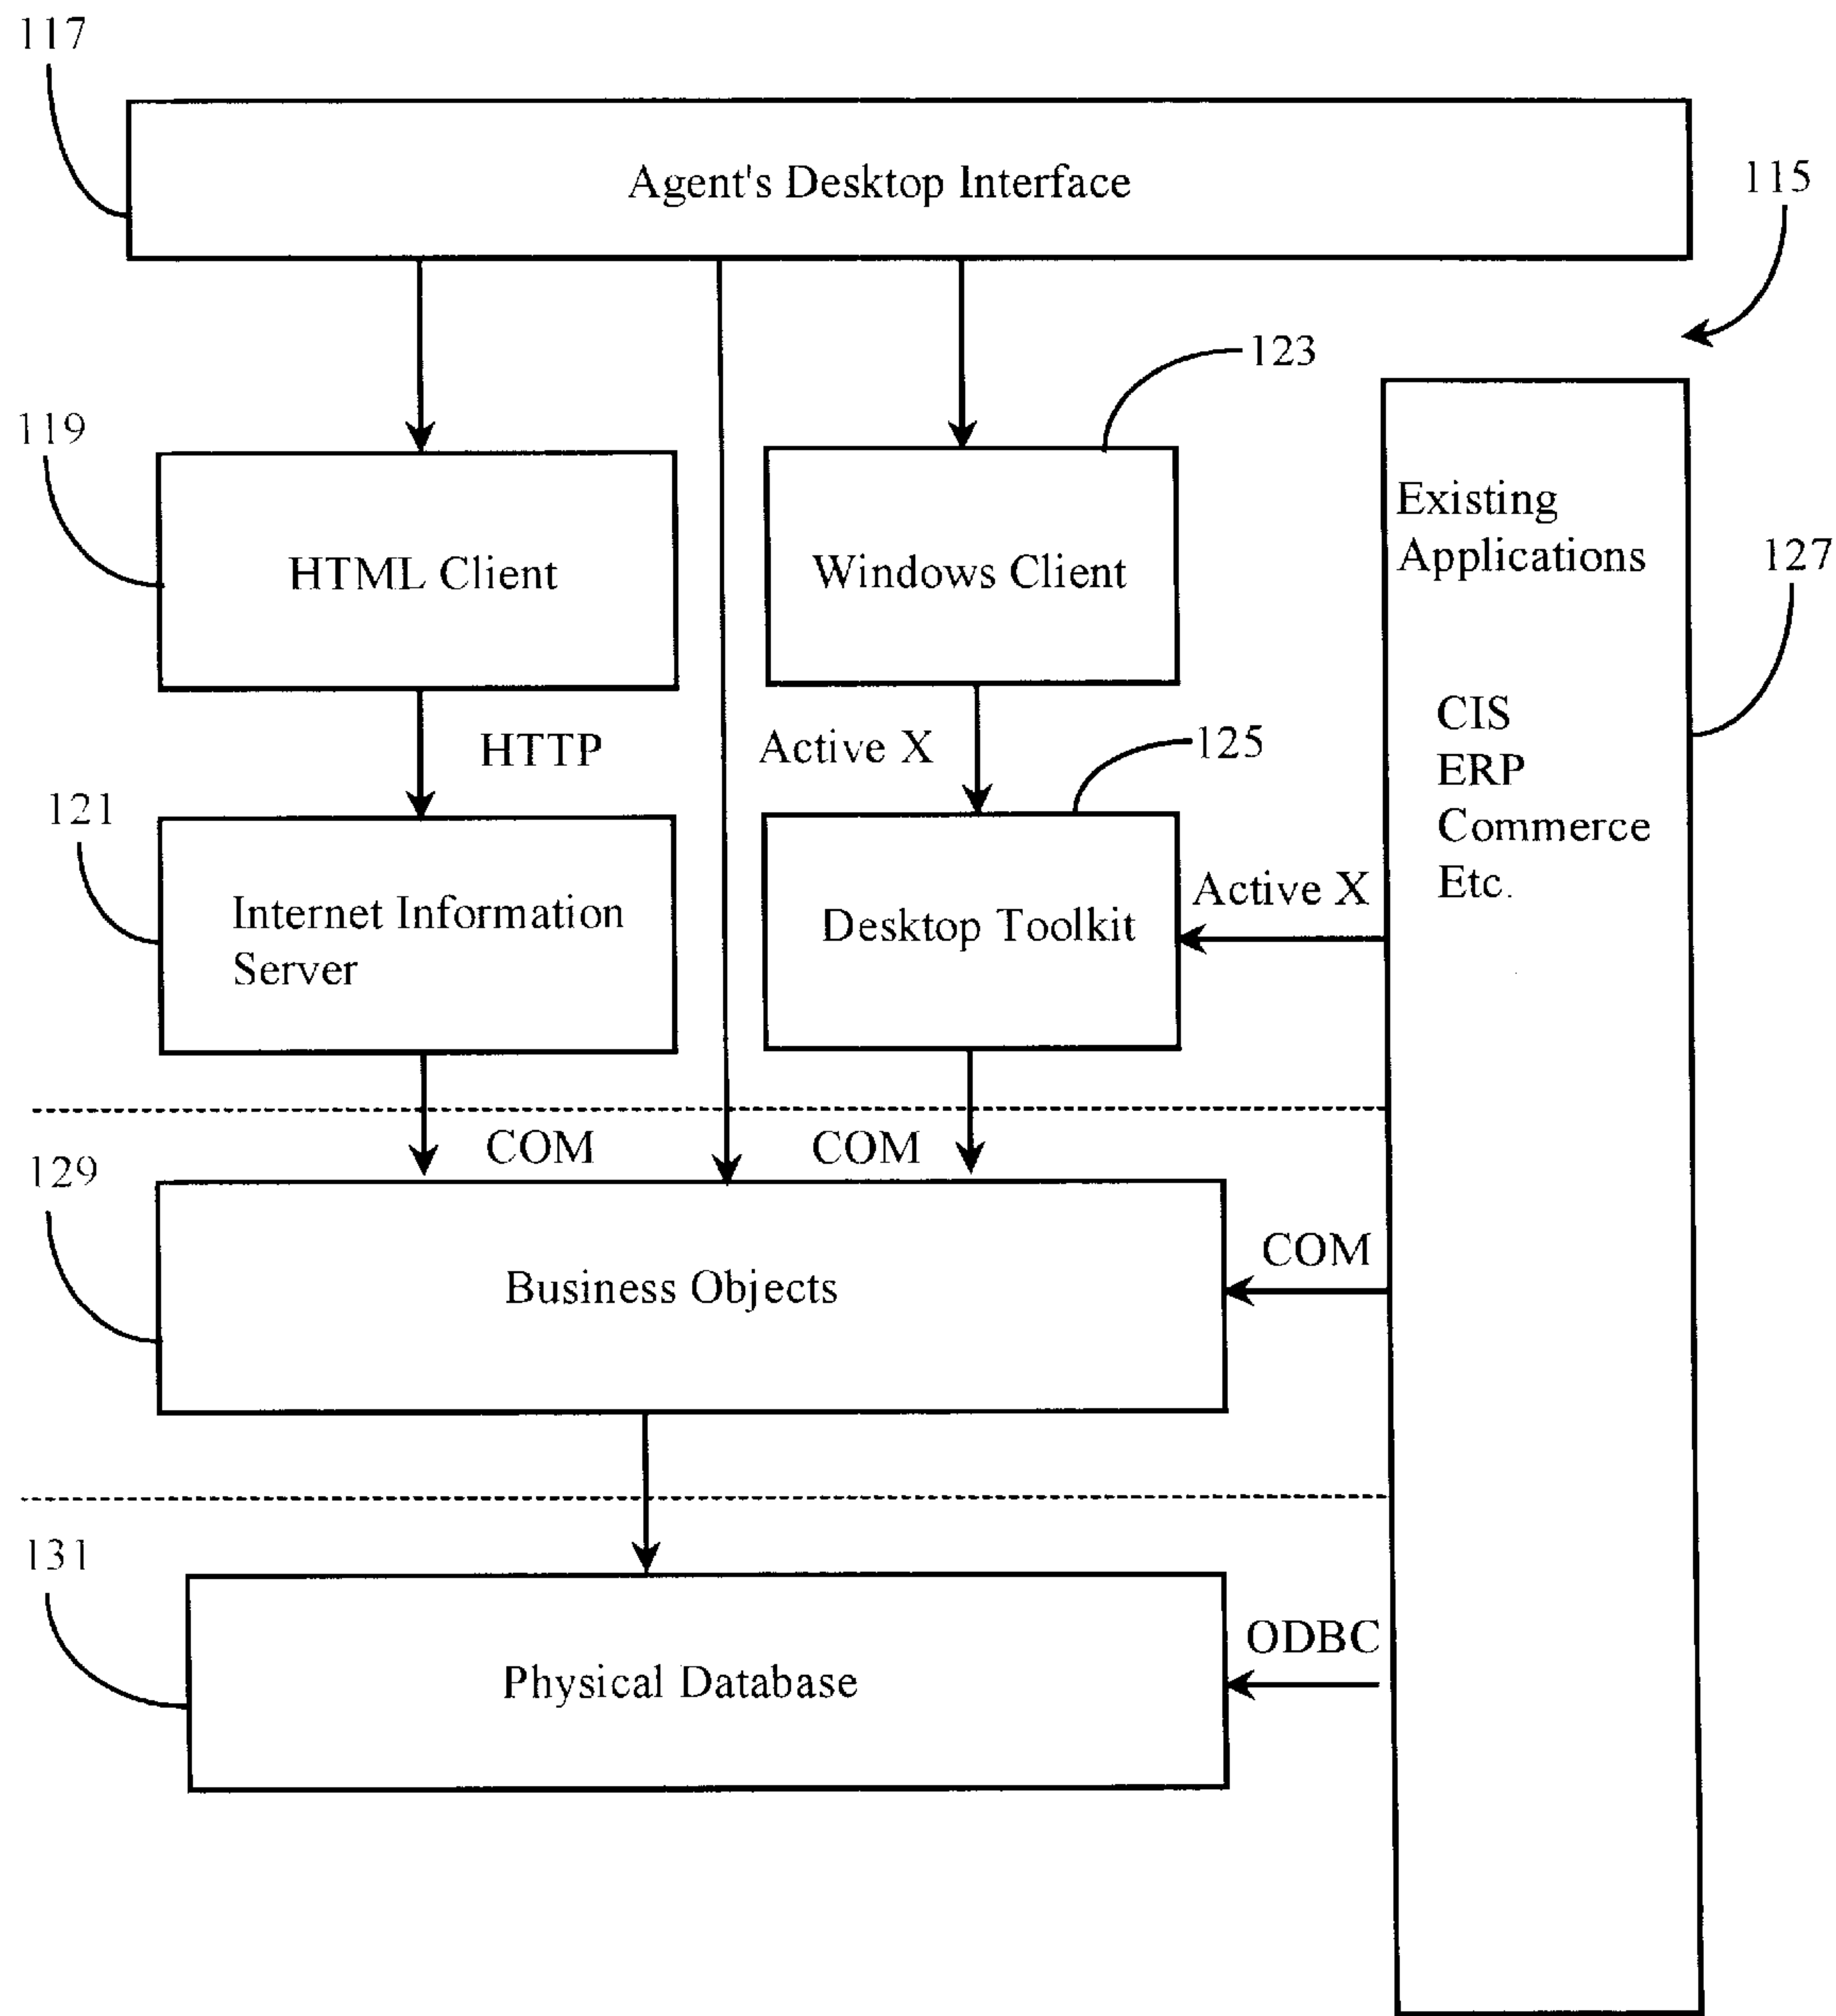 117
Agent's Desktop Interface
115
123
119
HTML Client
Windows Client
Existing
Applications
127
CIS
ERP
Commerce
Etc.
HTTP
Active X
125
121
Internet Information
Server
Desktop Toolkit
Active X
COM
COM
129
Business Objects
COM
131
Physical Database
ODBC